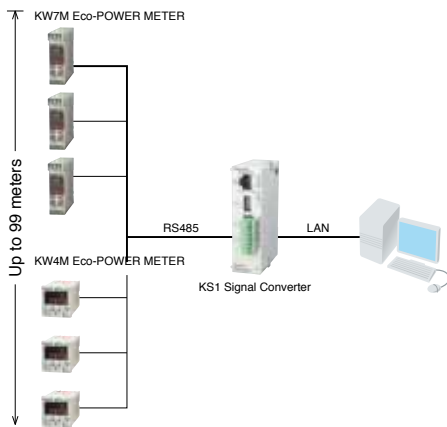 KW7M Eco-POWER METER
Up to 99 meters
RS485
LAN
KW4M Eco-POWER METER
KS1 Signal Converter